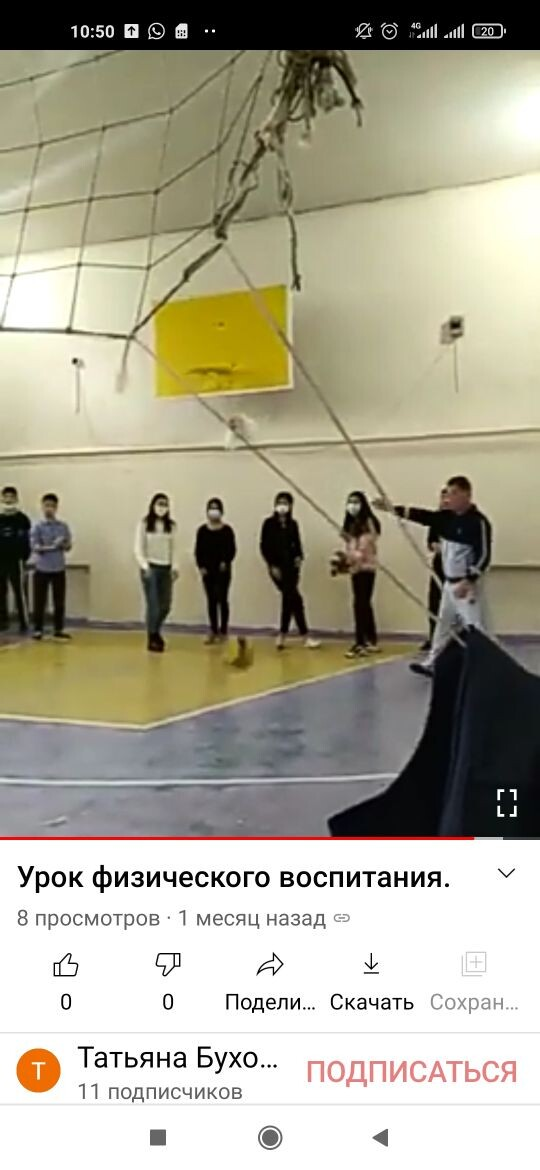 10:50
4G
20
Урок физического воспитания.
8 просмотров · 1 месяц назад
0
0
Подели...
Скачать
Сохран...
Т
Татьяна Бухо...
11 подписчиков
ПОДПИСАТЬСЯ